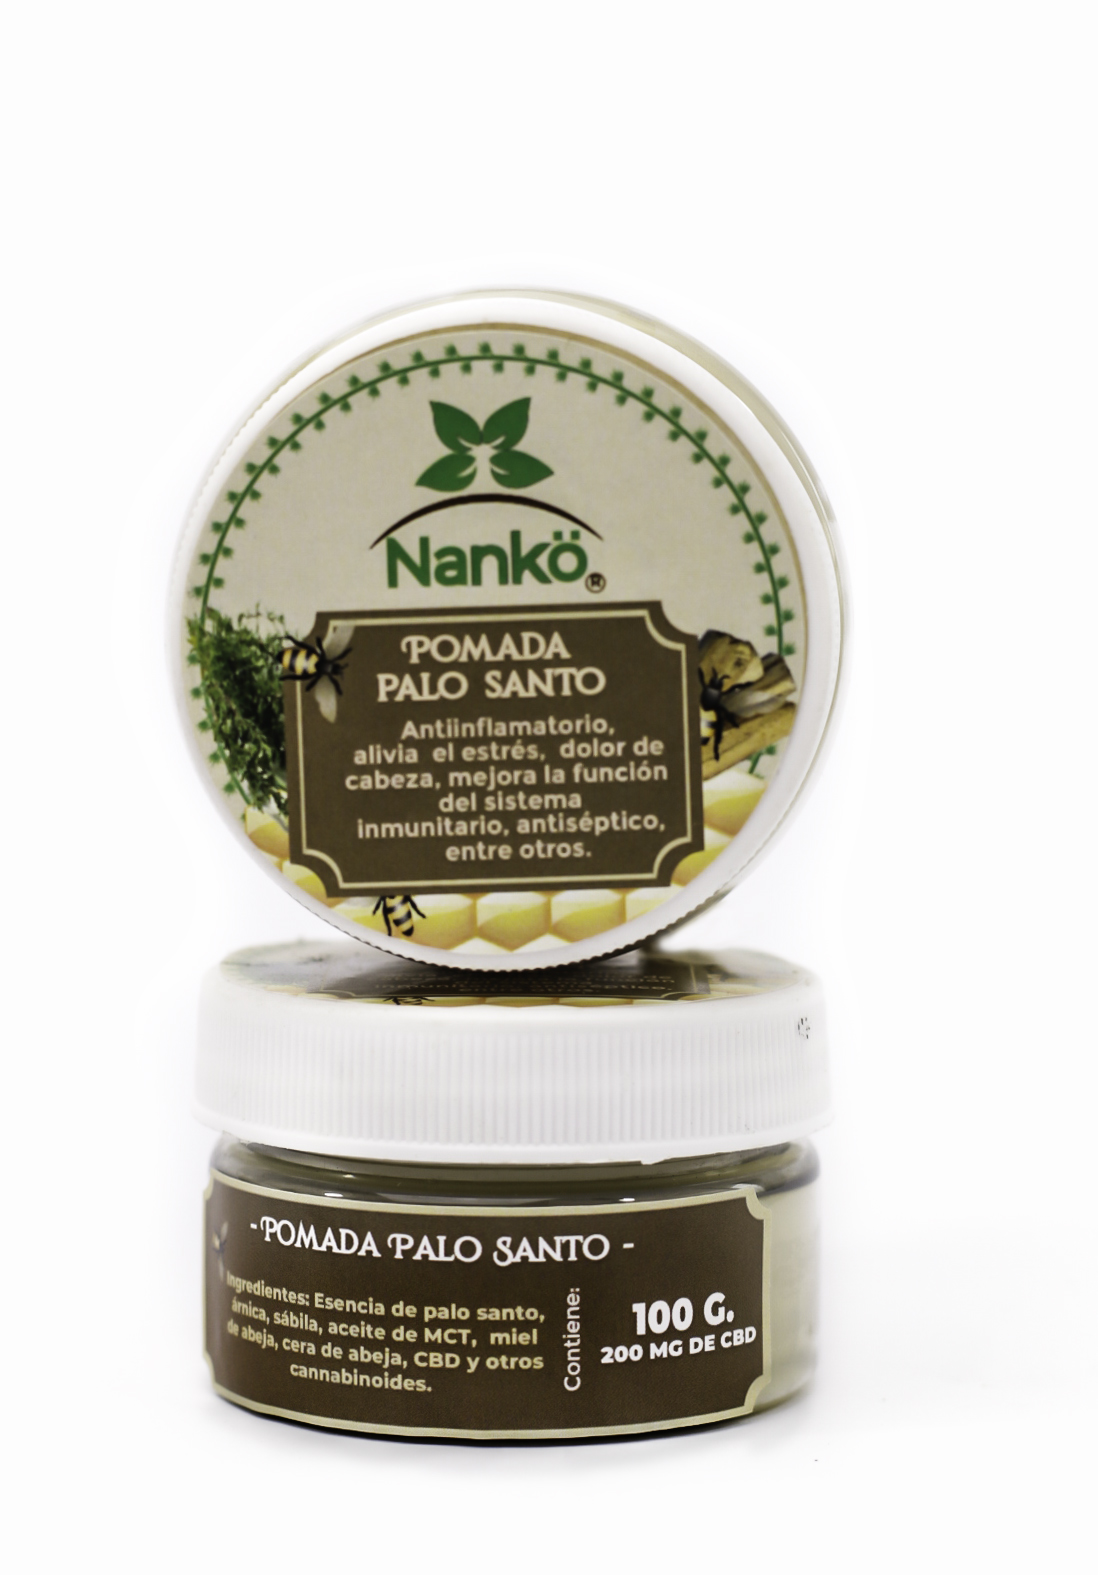 Nankö®
POMADA
PALO SANTO
Antiinflamatorio,
alivia el estrés, dolor de
cabeza, mejora la función
del sistema
inmunitario, antiséptico,
entre otros.
-POMADA PALO SANTO -
Ingredientes: Esencia de palo santo,
árnica, sábila, aceite de MCT, miel
de abeja, cera de abeja, CBD y otros
cannabinoides.
Contiene:
100 G.
200 MG DE CBD